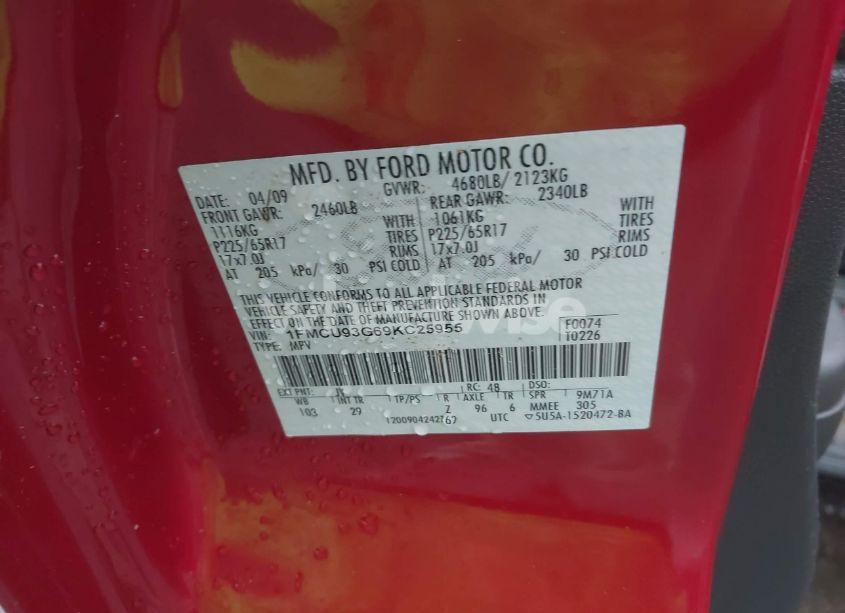 MFD. BY FORD MOTOR CO.
DATE: 04/09 GVWR: 4680LB/ 2123KG
FRONT GAWR: 2460LB REAR GAWR: 2340LB
1116KG WITH 1061KG WITH
P225/65R17 TIRES P225/65R17 TIRES
17x7.0J RIMS 17x7.0J RIMS
AT 205 kPa/ 30 PSI COLD AT 205 kPa/ 30 PSI COLD
THIS VEHICLE CONFORMS TO ALL APPLICABLE FEDERAL MOTOR
VEHICLE SAFETY AND THEFT PREVENTION STANDARDS IN
EFFECT ON THE DATE OF MANUFACTURE SHOWN ABOVE.
VIN: 1FMCU93G69KC25955 F0074
TYPE: MPV T0226
EXT PNT: JK RC: 48 DSO:
WB INT TR TP/PS R AXLE TR SPR 9M71A
103 29 Z 96 6 MMEE 305
120090424276? UTC 5U5A-1520472-BA